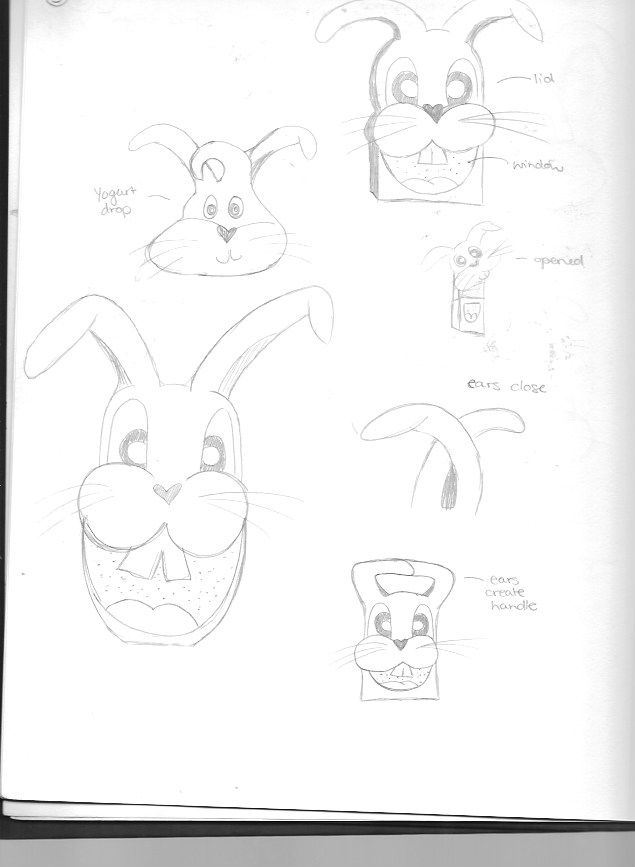 lid
window
Yogurt
drop
opened
ears close
ears
create
handle